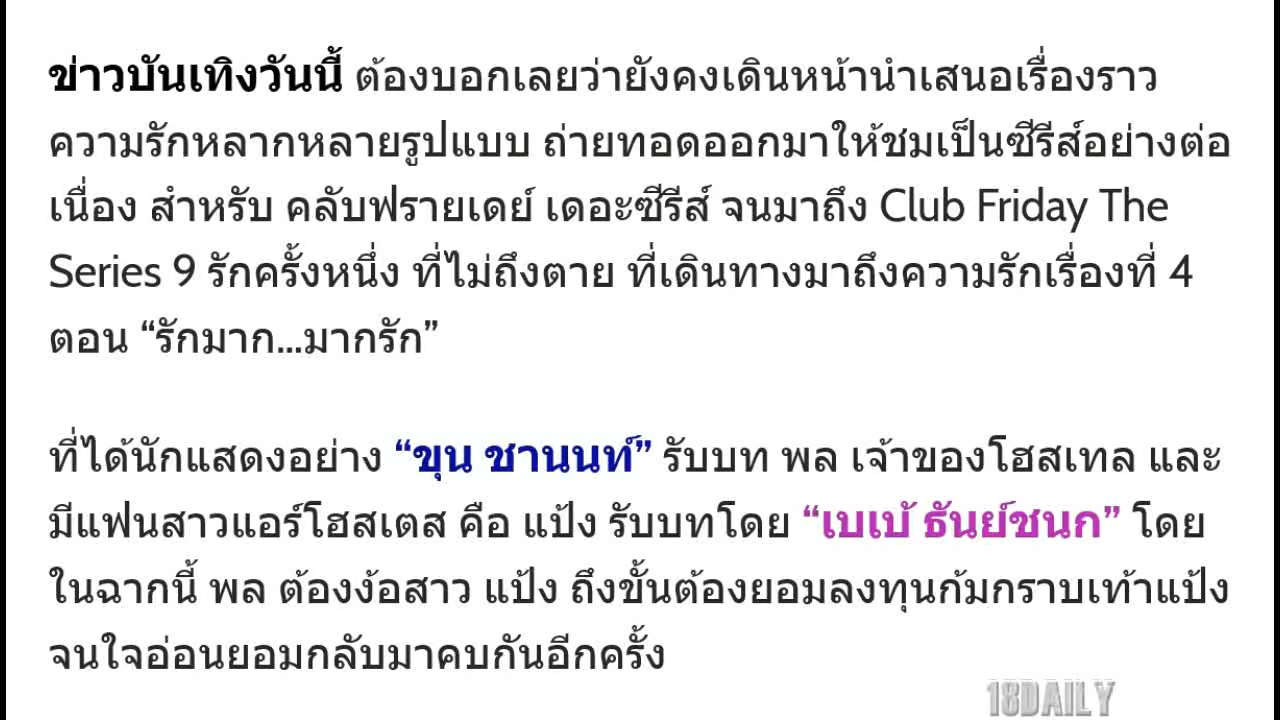 ข่าวบันเทิงวันนี้ ต้องบอกเลยว่ายังคงเดินหน้านำเสนอเรื่องราว
ความรักหลากหลายรูปแบบ ถ่ายทอดออกมาให้ชมเป็นซีรีส์อย่างต่อ
เนื่อง สำหรับ คลับฟรายเดย์ เดอะซีรีส์ จนมาถึง Club Friday The
Series 9 รักครั้งหนึ่ง ที่ไม่ถึงตาย ที่เดินทางมาถึงความรักเรื่องที่ 4
ตอน “รักมาก...มากรัก”
ที่ได้นักแสดงอย่าง “ขุน ชานนท์” รับบท พล เจ้าของโฮสเทล และ
มีแฟนสาวแอร์โฮสเตส คือ แป้ง รับบทโดย “เบเบ้ ธันย์ชนก” โดย
ในฉากนี้ พล ต้องง้อสาว แป้ง ถึงขั้นต้องยอมลงทุนก้มกราบเท้าแป้ง
จนใจอ่อนยอมกลับมาคบกันอีกครั้ง
18DAILY